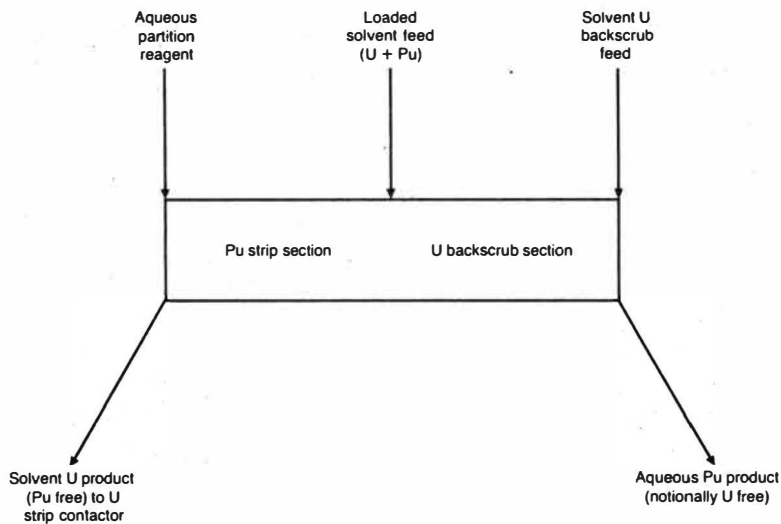 Aqueous
partition
reagent
Loaded
solvent feed
(U + Pu)
Solvent U
backscrub
feed
Pu strip section
U backscrub section
Solvent U product
(Pu free) to U
strip contactor
Aqueous Pu product
(notionally U free)